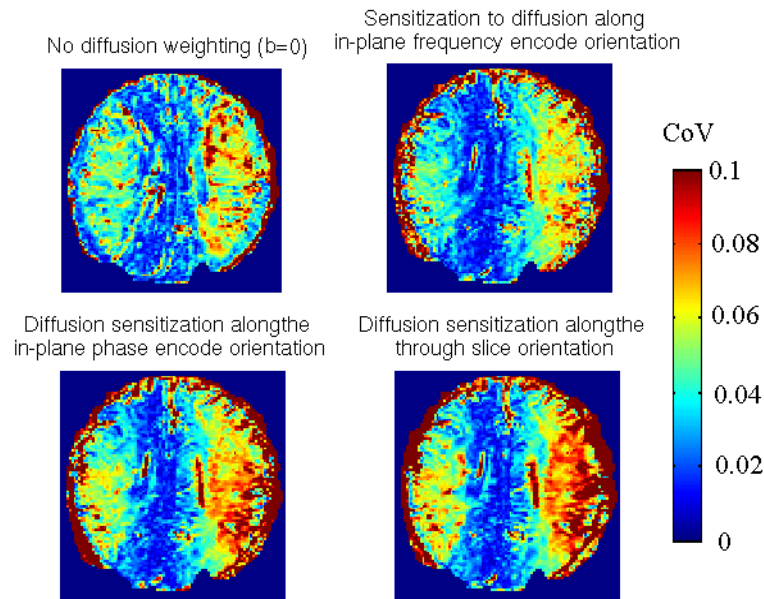 No diffusion weighting (b=0)
Sensitization to diffusion along
in-plane frequency encode orientation
CoV
0.1
0.08
0.06
0.04
0.02
0
Diffusion sensitization alongthe
in-plane phase encode orientation
Diffusion sensitization alongthe
through slice orientation